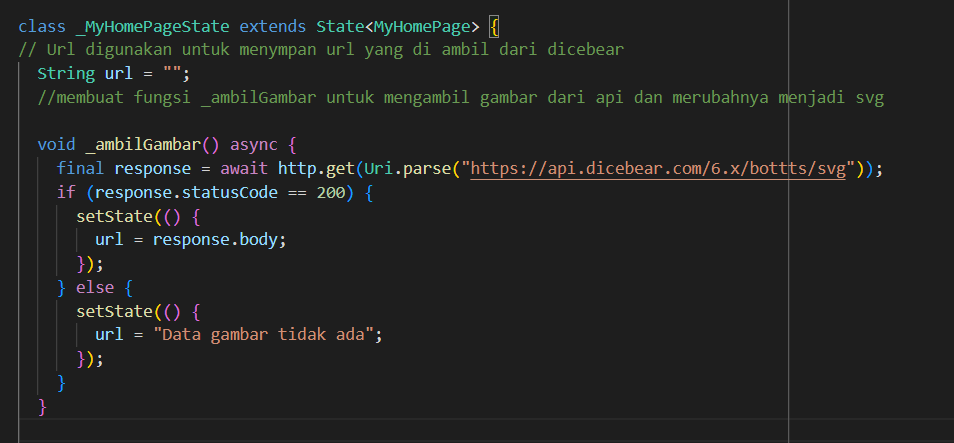 class _MyHomePageState extends State<MyHomePage> {
// Url digunakan untuk menympan url yang di ambil dari dicebear
String url = "";
//membuat fungsi _ambilGambar untuk mengambil gambar dari api dan merubahnya menjadi svg
void _ambilGambar() async {
final response = await http.get(Uri.parse("https://api.dicebear.com/6.x/bottts/svg"));
if (response.statusCode == 200) {
setState(() {
url = response.body;
});
} else {
setState(() {
url = "Data gambar tidak ada";
});
}
}